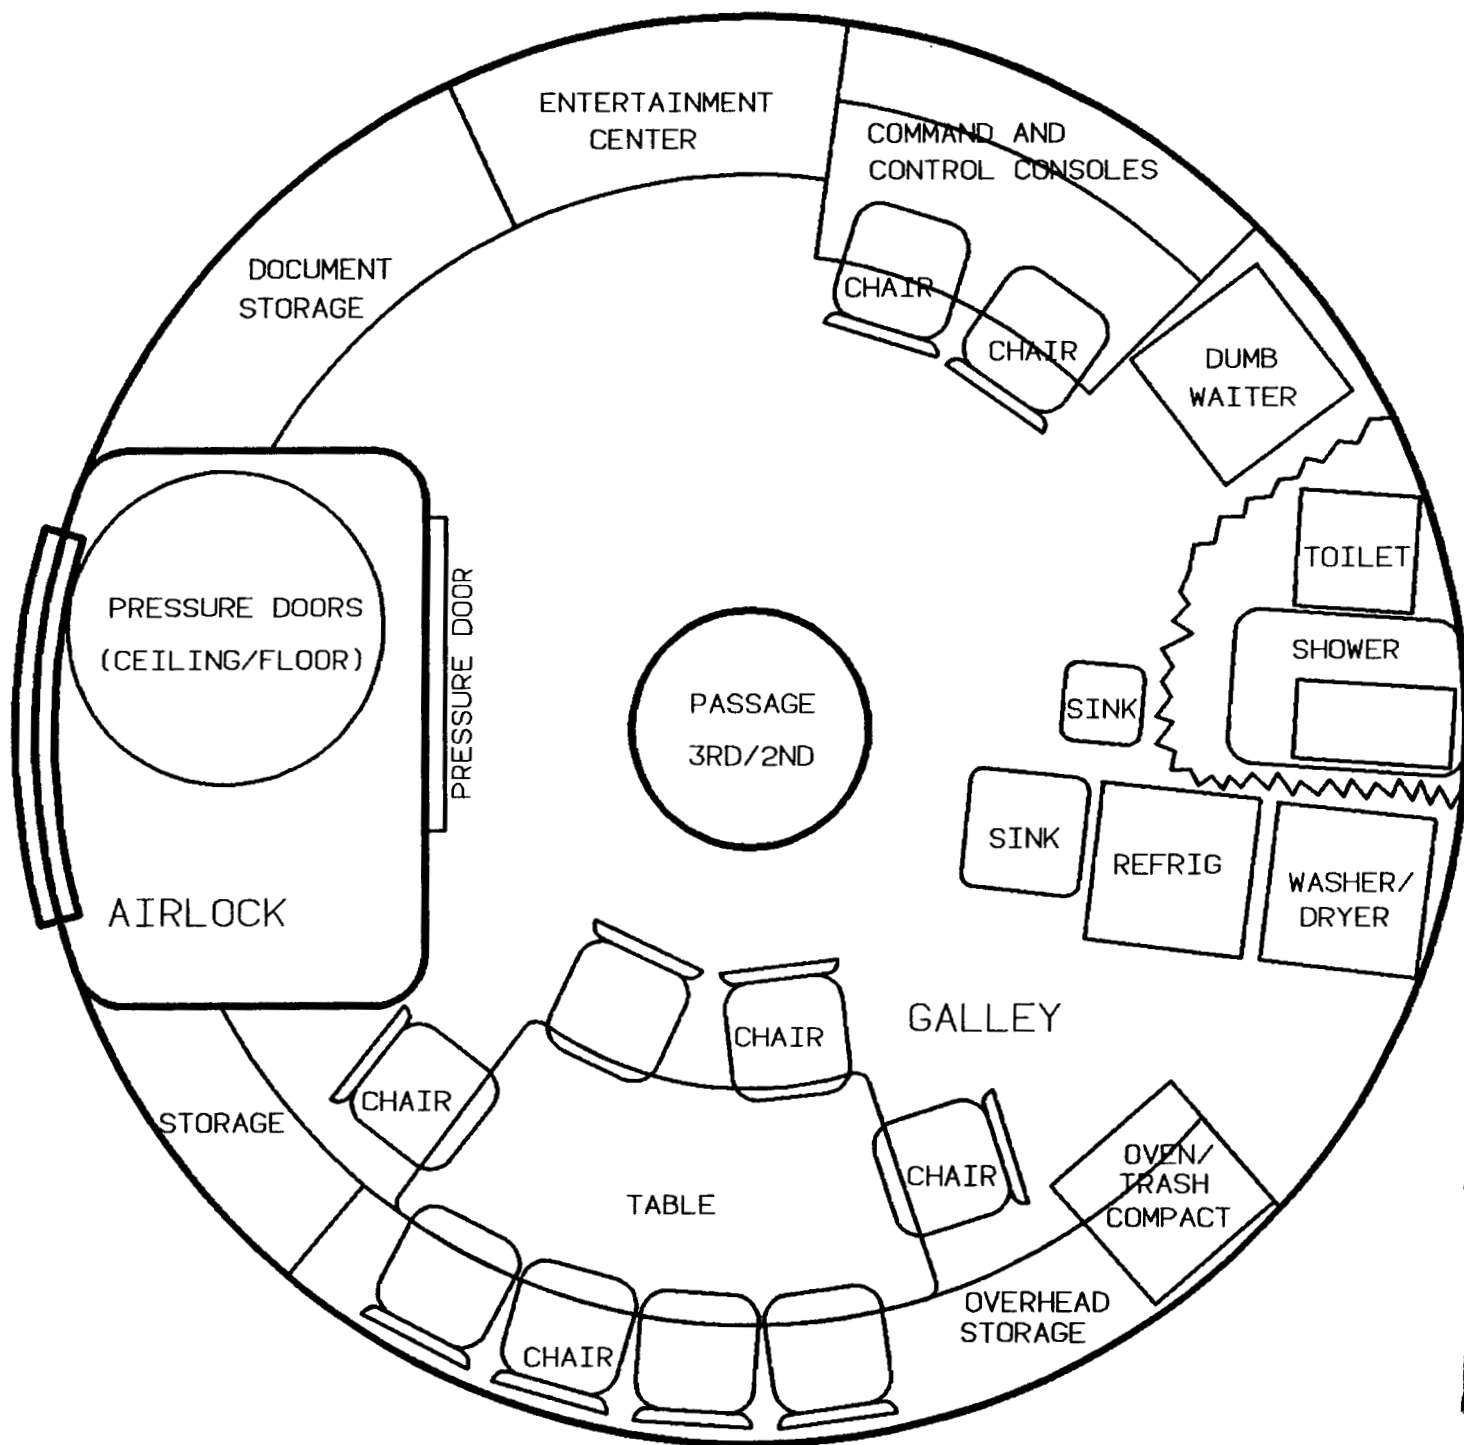 ENTERTAINMENT
CENTER
COMMAND AND
CONTROL CONSOLES
DOCUMENT
STORAGE
CHAIR
CHAIR
DUMB
WAITER
TOILET
PRESSURE DOORS
(CEILING/FLOOR)
PRESSURE DOOR
SHOWER
PASSAGE
3RD/2ND
SINK
SINK
REFRIG
WASHER/
DRYER
AIRLOCK
GALLEY
CHAIR
CHAIR
STORAGE
CHAIR
OVEN/
TRASH
COMPACT
TABLE
OVERHEAD
STORAGE
CHAIR